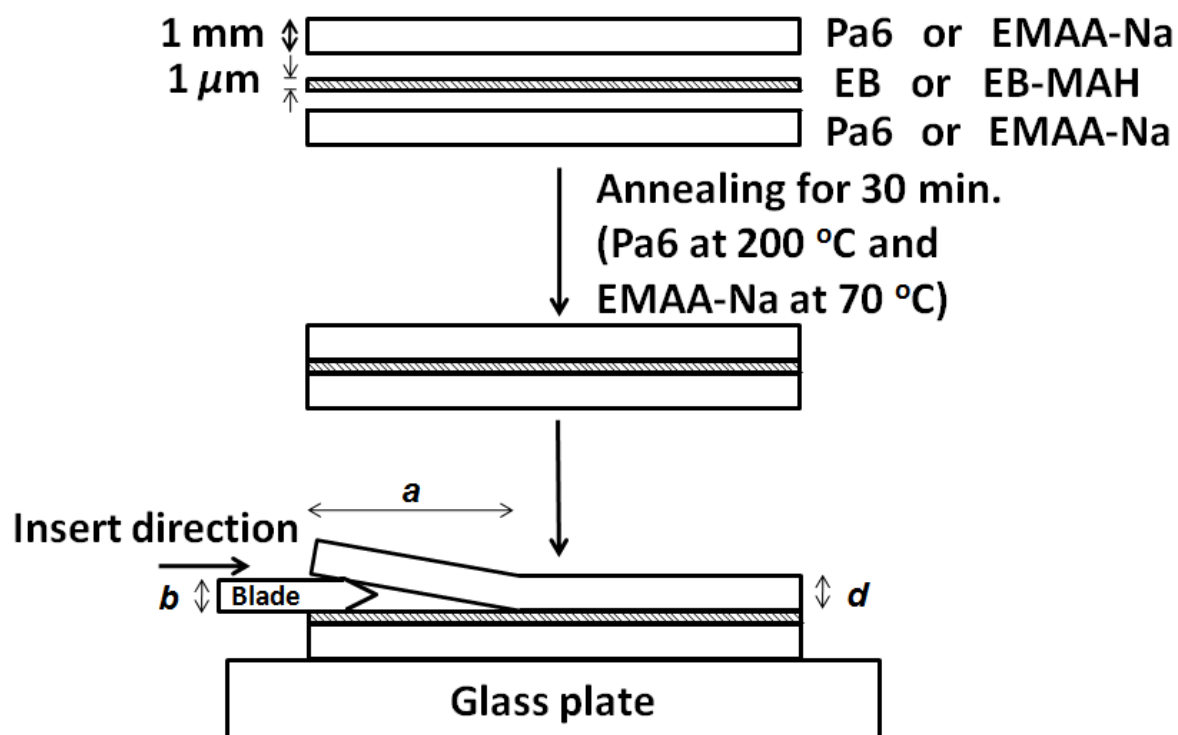 1 mm Pa6 or EMAA-Na
1 μm EB or EB-MAH
Pa6 or EMAA-Na
Annealing for 30 min.
(Pa6 at 200 °C and
EMAA-Na at 70 °C)
a
Insert direction
b Blade d
Glass plate